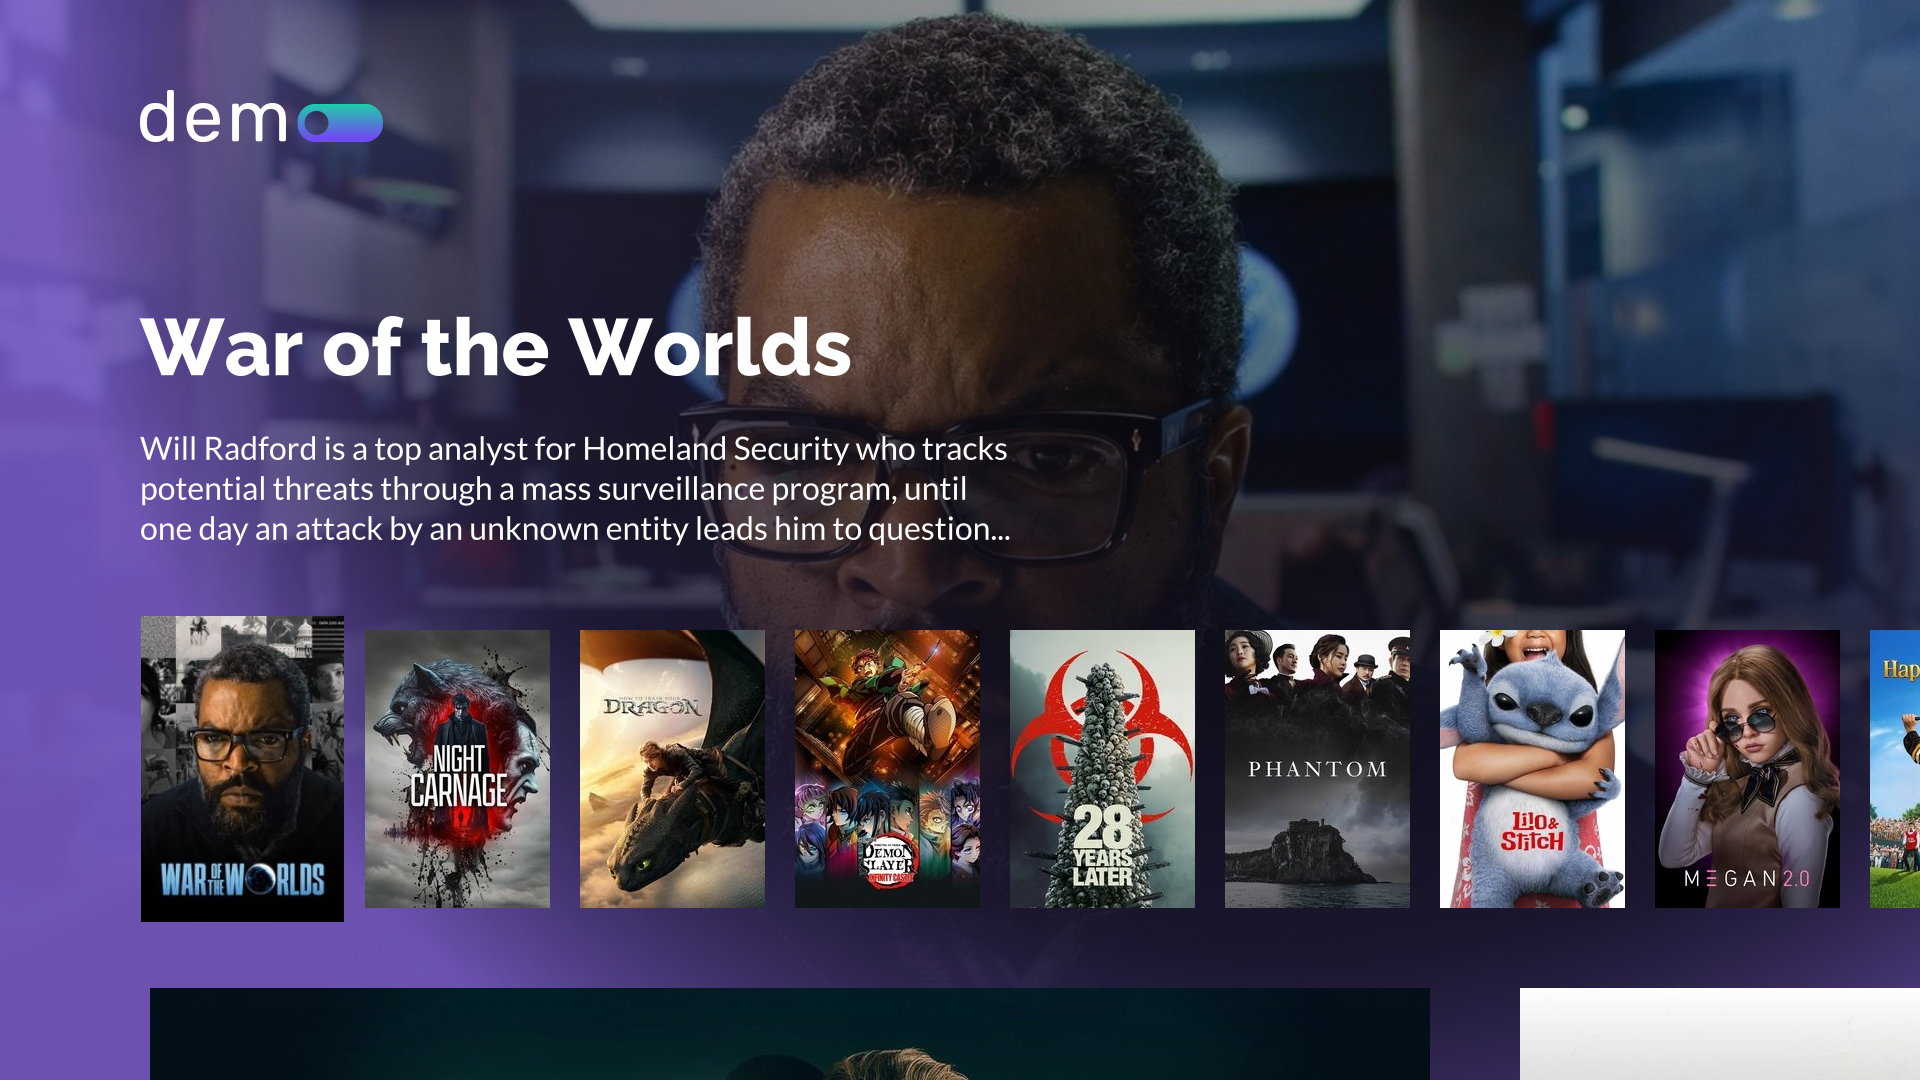 dem
War of the Worlds
Will Radford is a top analyst for Homeland Security who tracks
potential threats through a mass surveillance program, until
one day an attack by an unknown entity leads him to question...
WAR OF THE WORLDS
NIGHT
CARNAGE
HOW TO TRAIN YOUR
DRAGON
DEMON
SLAYER
INFINITY CASTLE
28
YEARS
LATER
PHANTOM
Lilo &
Stitch
M3GAN 2.0
Hap